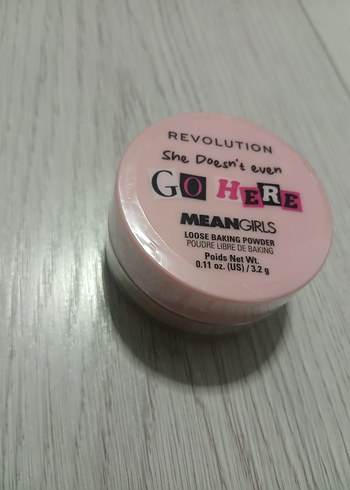 REVOLUTION
She Doesn't even
GO HERE
MEANGIRLS
LOOSE BAKING POWDER
POUDRE LIBRE DE BAKING
Poids Net Wt.
0.11 oz. (US) / 3.2 g